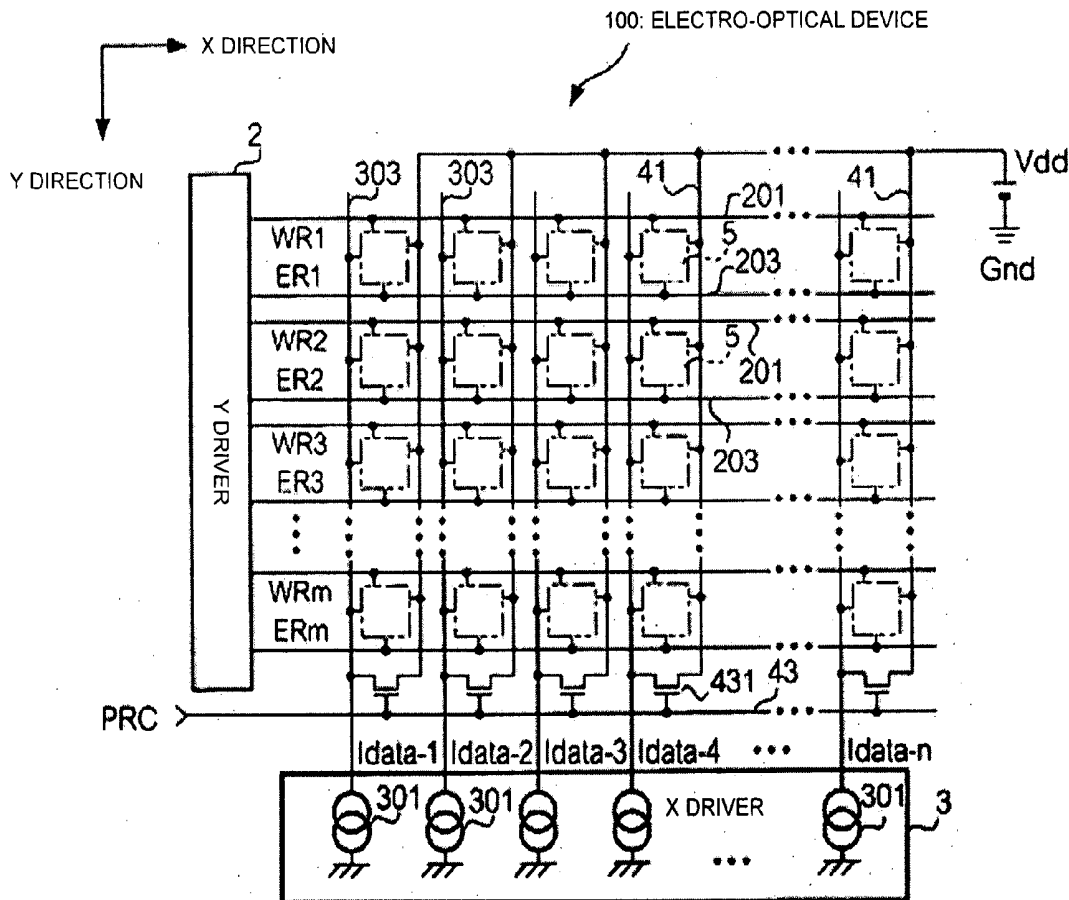 100: ELECTRO-OPTICAL DEVICE
X DIRECTION
Y DIRECTION
2
303
303
41
41
Vdd
Gnd
201
WR1
5
ER1
203
WR2
5
ER2
201
Y DRIVER
WR3
203
ER3
WRm
ERm
431
43
PRC
Idata-1
Idata-2
Idata-3
Idata-4
Idata-n
301
301
X DRIVER
301
3